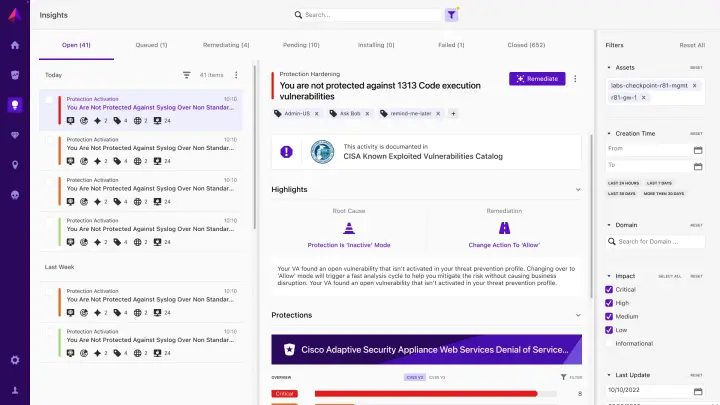 Insights
Search...
Open (41)
Queued (1)
Remediating (4)
Pending (10)
Installing (0)
Failed (1)
Closed (652)
Today
41 items
Protection Activation 10:10
You Are Not Protected Against Syslog Over Non Standar...
2 4 2 24
Protection Activation 10:10
You Are Not Protected Against Syslog Over Non Standar...
2 4 2 24
Protection Activation 10:10
You Are Not Protected Against Syslog Over Non Standar...
2 4 2 24
Protection Activation 10:10
You Are Not Protected Against Syslog Over Non Standar...
2 4 2 24
Last Week
Protection Activation 10:10
You Are Not Protected Against Syslog Over Non Standar...
2 4 2 24
Protection Activation 10:10
You Are Not Protected Against Syslog Over Non Standar...
2 4 2 24
Protection Hardening
You are not protected against 1313 Code execution
vulnerabilities
Remediate
Admin-US ×
Ask Bob ×
remind-me-later ×
+
This activity is documented in
CISA Known Exploited Vulnerabilities Catalog
Highlights
Root Cause
Protection Is 'Inactive' Mode
Remediation
Change Action To 'Allow'
Your VA found an open vulnerability that isn't activated in your threat prevention profile. Changing over to
'Allow' mode will trigger a fast analysis cycle to help you mitigate the risk without causing business
disruption. Your VA found an open vulnerability that isn't activated in your threat prevention profile.
Protections
Cisco Adaptive Security Appliance Web Services Denial of Service...
OVERVIEW
CVSS V3
CVSS V2
FILTER
Critical
8
Filters
Reset All
Assets
RESET
labs-checkpoint-r81-mgmt ×
r81-gw-1 ×
Creation Time
RESET
From
To
LAST 24 HOURS
LAST 7 DAYS
LAST 30 DAYS
MORE THEN 30 DAYS
Domain
RESET
Search for Domain ...
Impact
SELECT ALL
RESET
Critical
High
Medium
Low
Informational
Last Update
RESET
10/10/2022